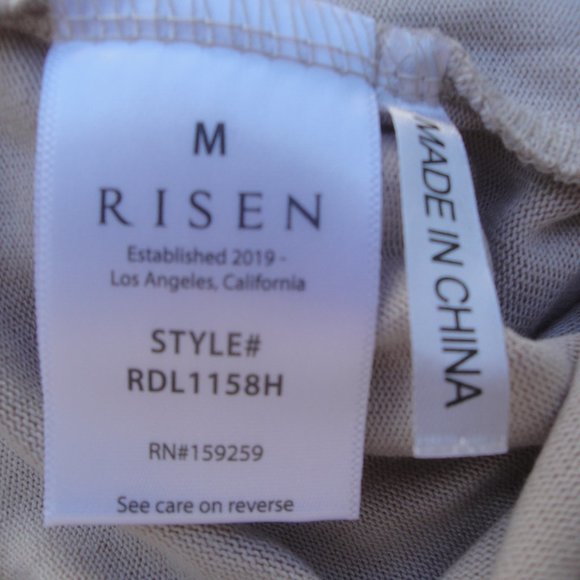 M
RISEN
Established 2019 -
Los Angeles, California
STYLE#
RDL1158H
RN#159259
See care on reverse
MADE IN CHINA